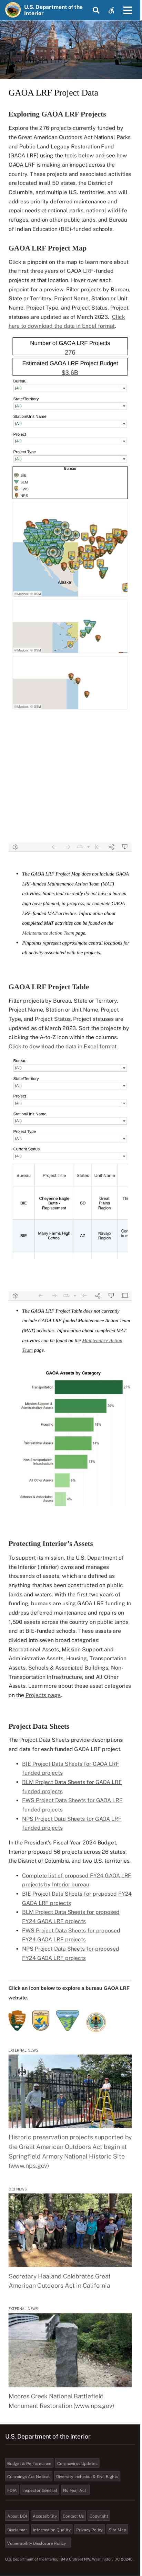 U.S. Department of the
Interior
GAOA LRF Project Data
Exploring GAOA LRF Projects
Explore the 276 projects currently funded by
the Great American Outdoors Act National Parks
and Public Land Legacy Restoration Fund
(GAOA LRF) using the tools below to see how
GAOA LRF is making an impact across the
country. These projects and associated activities
are located in all 50 states, the District of
Columbia and multiple U.S. territories, and will
address priority deferred maintenance and
repair needs at national parks, national wildlife
refuges, and on other public lands, and Bureau
of Indian Education (BIE)-funded schools.
GAOA LRF Project Map
Click a pinpoint on the map to learn more about
the first three years of GAOA LRF-funded
projects at that location. Hover over each
pinpoint for a preview. Filter projects by Bureau,
State or Territory, Project Name, Station or Unit
Name, Project Type, and Project Status. Project
statuses are updated as of March 2023. Click
here to download the data in Excel format.
Number of GAOA LRF Projects
276
Estimated GAOA LRF Project Budget
$3.6B
Bureau
(All)
State/Territory
(All)
Station/Unit Name
(All)
Project
(All)
Project Type
(All)
Bureau
BIE
BLM
FWS
NPS
Alaska
© Mapbox © OSM
© Mapbox © OSM
© Mapbox © OSM
The GAOA LRF Project Map does not include GAOA
LRF-funded Maintenance Action Team (MAT)
activities. States that currently do not have a bureau
logo have a planned, in-progress, or complete GAOA
LRF-funded MAT activities. Information about
completed MAT activities can be found on the
Maintenance Action Team page.
Pinpoints represent approximate central locations for
all activity associated with the projects.
GAOA LRF Project Table
Filter projects by Bureau, State or Territory,
Project Name, Station or Unit Name, Project
Type, and Project Status. Project statuses are
updated as of March 2023. Sort the projects by
clicking the A-to-Z icon within the columns.
Click to download the data in Excel format.
Bureau
(All)
State/Territory
(All)
Project
(All)
Station/Unit Name
(All)
Project Type
(All)
Current Status
(All)
Bureau Project Title States Unit Name
BIE Cheyenne Eagle Butte - Replacement SD Great Plains Region
BIE Many Farms High School AZ Navajo Region
The GAOA LRF Project Table does not currently
include GAOA LRF-funded Maintenance Action Team
(MAT) activities. Information about completed MAT
activities can be found on the Maintenance Action
Team page.
GAOA Assets by Category
Transportation 27%
Mission Support & Administrative Assets
Housing
Recreational Assets 14%
Non-Transportation Infrastructure
All Other Assets
Schools & Associated Buildings
Protecting Interior's Assets
To support its mission, the U.S. Department of
the Interior (Interior) owns and manages
thousands of assets, which are defined as
anything that has been constructed on public
lands and meets set standards. With the first
three years of funding, bureaus are using GAOA LRF funding to
address deferred maintenance and repairs on
1,590 assets across the 276 projects on public lands
and at BIE-funded schools. These assets are
divided into seven broad categories:
Recreational Assets, Mission Support and
Administrative Assets, Housing, Transportation
Assets, Schools & Associated Buildings, Non-
Transportation Infrastructure, and All Other
Assets. Learn more about these asset categories
on the Projects page.
Project Data Sheets
The Project Data Sheets provide descriptions
and data for each funded GAOA LRF project.
BIE Project Data Sheets for GAOA LRF
funded projects
BLM Project Data Sheets for GAOA LRF
funded projects
FWS Project Data Sheets for GAOA LRF
funded projects
NPS Project Data Sheets for GAOA LRF
funded projects
In the President's Fiscal Year 2024 Budget,
Interior proposed 56 projects across 26 states,
the District of Columbia, and two U.S. territories.
Complete list of proposed FY24 GAOA LRF
projects by Interior bureau
BIE Project Data Sheets for proposed FY24
GAOA LRF projects
BLM Project Data Sheets for proposed
FY24 GAOA LRF projects
FWS Project Data Sheets for proposed
FY24 GAOA LRF projects
NPS Project Data Sheets for proposed
FY24 GAOA LRF projects
Click an icon below to explore a bureau GAOA LRF
website.
EXTERNAL NEWS
Historic preservation projects supported by
the Great American Outdoors Act begin at
Springfield Armory National Historic Site
(www.nps.gov)
DOI NEWS
Secretary Haaland Celebrates Great
American Outdoors Act in California
EXTERNAL NEWS
Moores Creek National Battlefield
Monument Restoration (www.nps.gov)
U.S. Department of the Interior
Budget & Performance Coronavirus Updates
Cummings Act Notices Diversity, Inclusion & Civil Rights
FOIA Inspector General No Fear Act
About DOI Accessibility Contact Us Copyright
Disclaimer Information Quality Privacy Policy Site Map
Vulnerability Disclosure Policy
U.S. Department of the Interior, 1849 C Street NW, Washington, DC 20240.